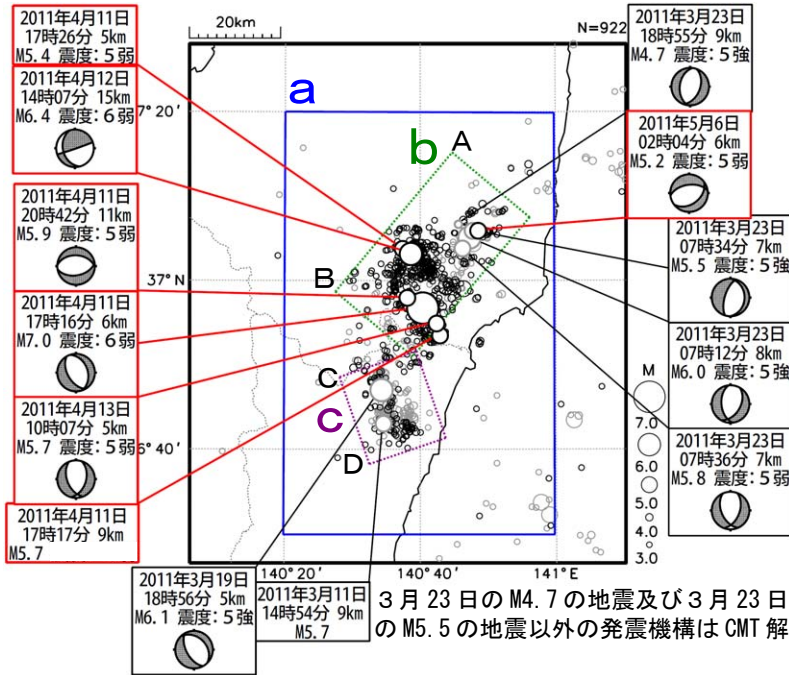 20km
N=922
2011年4月11日
17時26分 5km
M5.4 震度:5弱
2011年4月12日
14時07分 15km
M6.4 震度:6弱
2011年4月11日
20時42分 11km
M5.9 震度:5弱
2011年4月11日
17時16分 6km
M7.0 震度:6弱
2011年4月13日
10時07分 5km
M5.7 震度:5弱
2011年4月11日
17時17分 9km
M5.7
2011年3月19日
18時56分 5km
M6.1 震度:5強
2011年3月11日
14時54分 9km
M5.7
2011年3月23日
18時55分 9km
M4.7 震度:5強
2011年5月6日
02時04分 6km
M5.2 震度:5弱
2011年3月23日
07時34分 7km
M5.5 震度:5強
2011年3月23日
07時12分 8km
M6.0 震度:5強
2011年3月23日
07時36分 7km
M5.8 震度:5弱
7° 20′
37° N
6° 40′
a
b
A
B
C
c
D
M
7.0
6.0
5.0
4.0
3.0
140° 20′
140° 40′
141° E
3月23日のM4.7の地震及び3月23日
のM5.5の地震以外の発震機構はCMT解